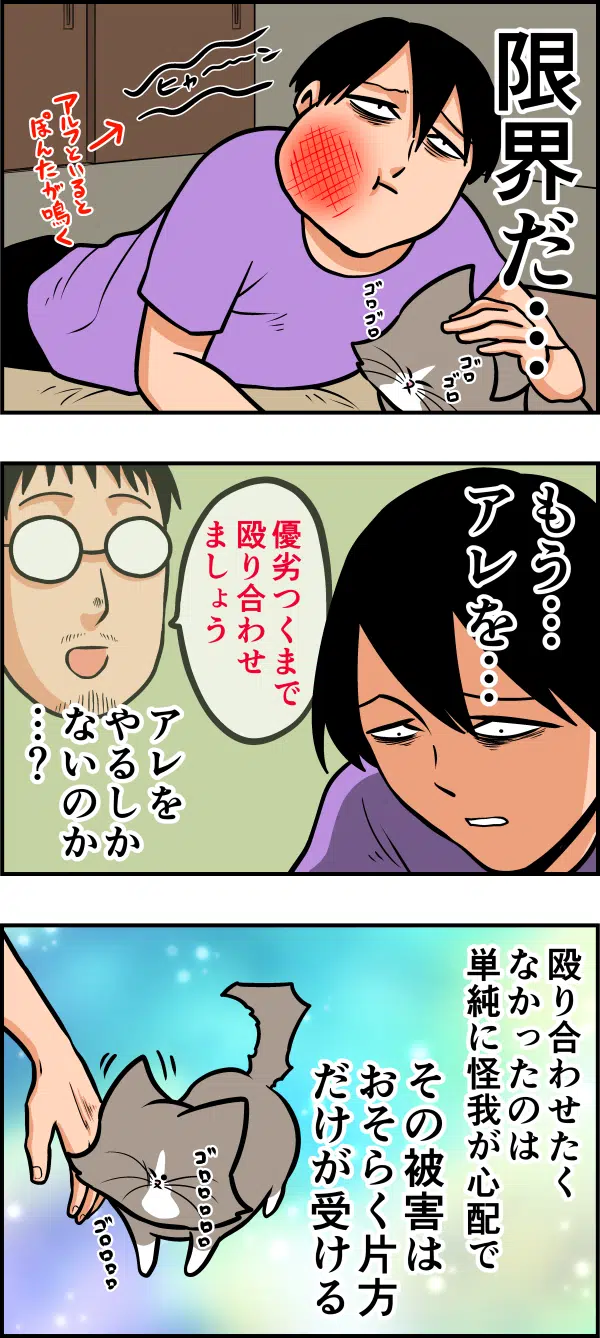 限界だ…
ヒャーーン
アルフといると
ぽんたが鳴く
ゴロゴロ
ゴロ
ゴロ
もう…
アレを…
優劣つくまで
殴り合わせ
ましょう
アレを
やるしか
ないのか
…?
殴り合わせたく
なかったのは
単純に怪我が心配で
その被害は
おそらく片方
だけが受ける
ゴロロロロ
ゴロロロ